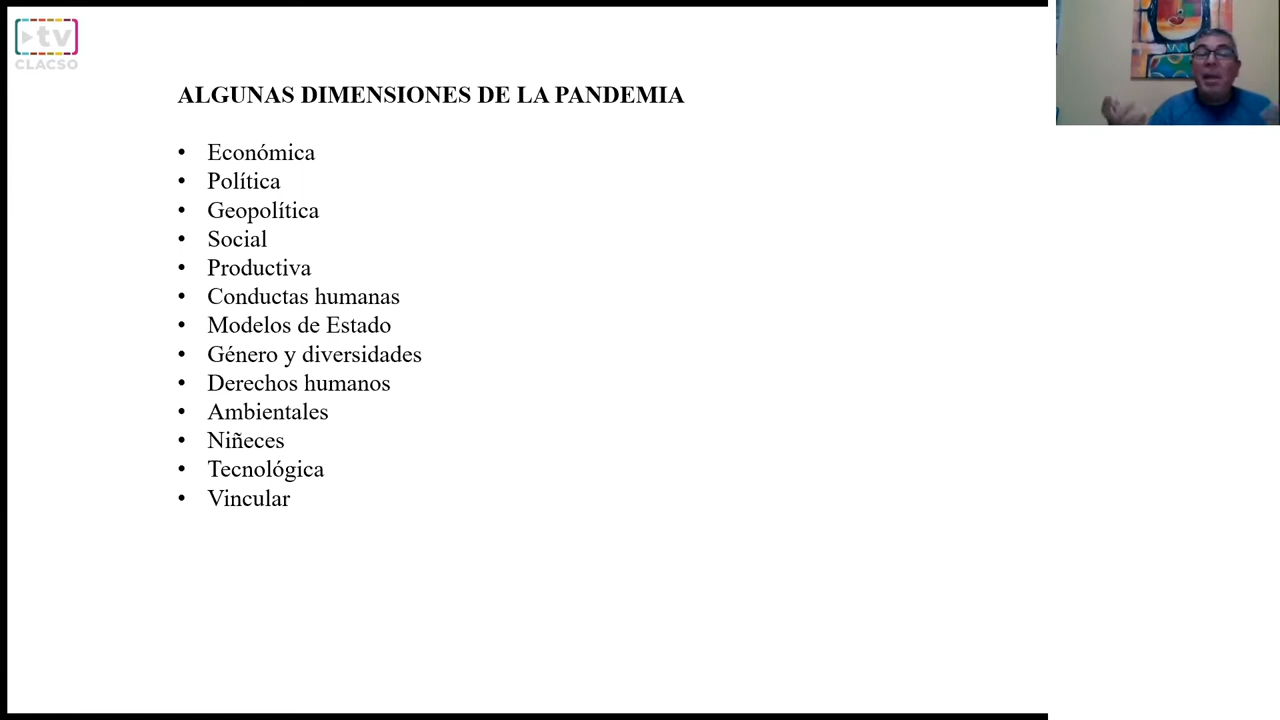 tv
CLACSO
ALGUNAS DIMENSIONES DE LA PANDEMIA
• Económica
• Política
• Geopolítica
• Social
• Productiva
• Conductas humanas
• Modelos de Estado
• Género y diversidades
• Derechos humanos
• Ambientales
• Niñeces
• Tecnológica
• Vincular